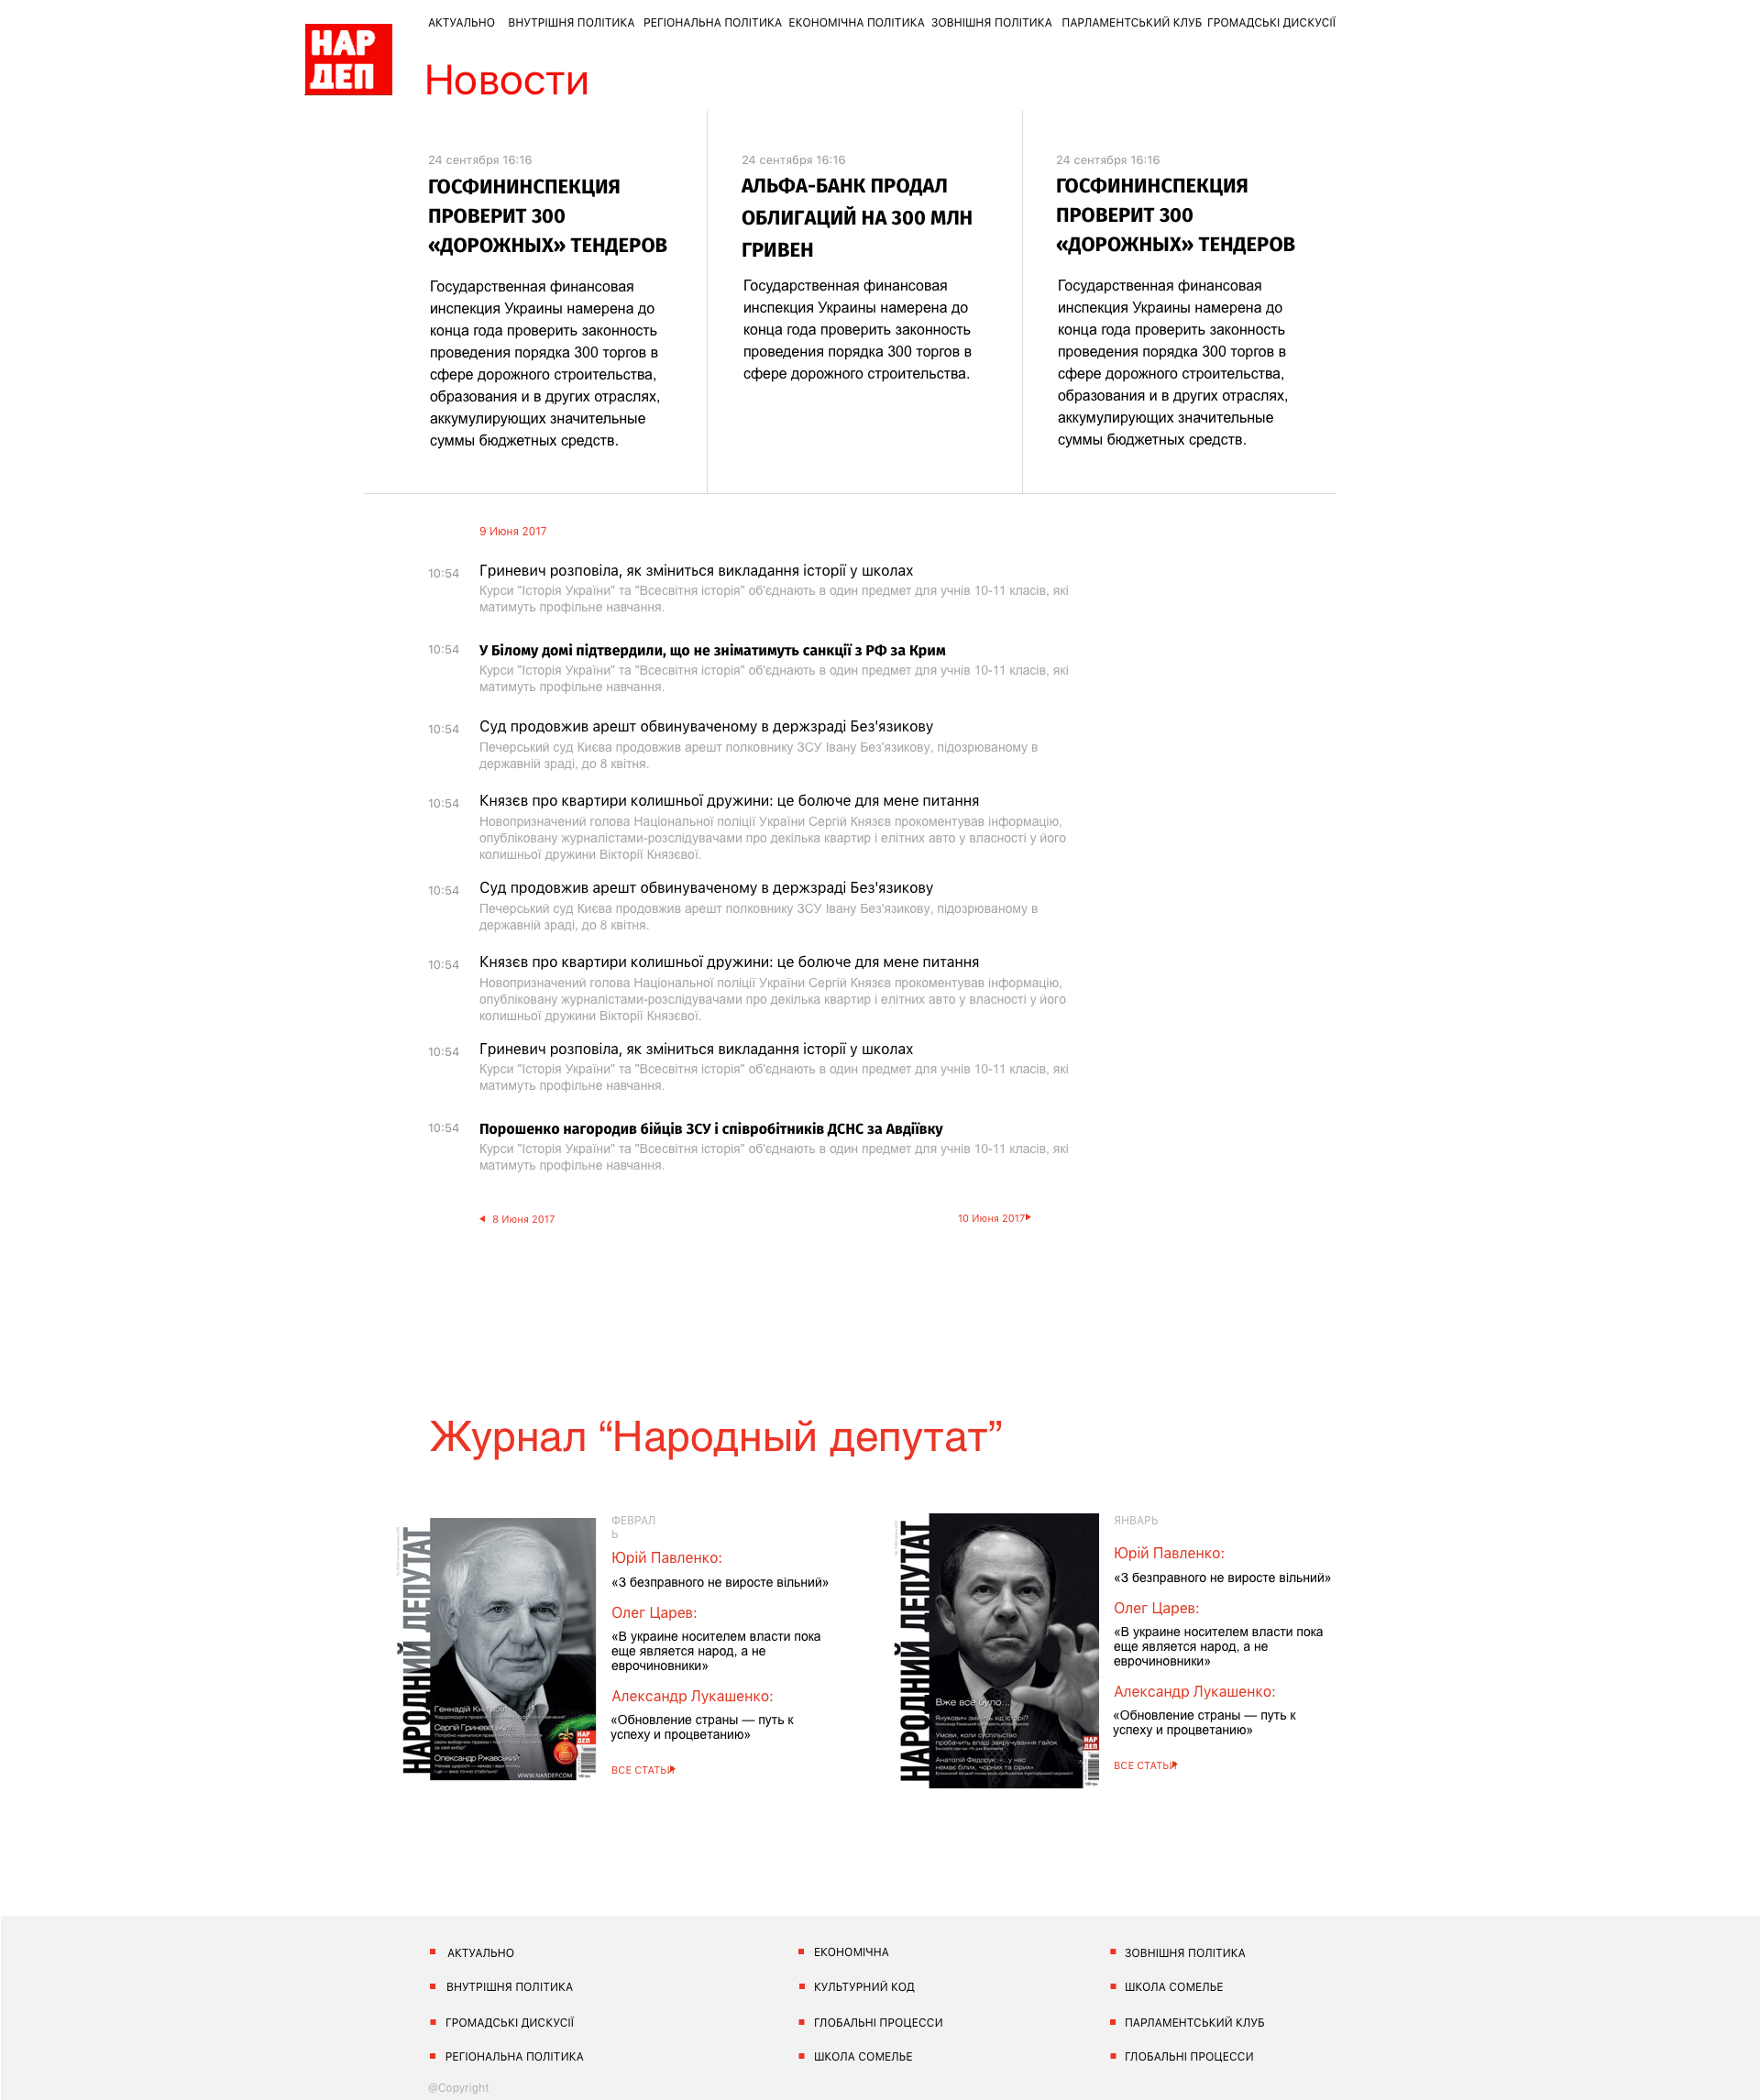 АКТУАЛЬНО ВНУТРІШНЯ ПОЛІТИКА РЕГІОНАЛЬНА ПОЛІТИКА ЕКОНОМІЧНА ПОЛІТИКА ЗОВНІШНЯ ПОЛІТИКА ПАРЛАМЕНТСЬКИЙ КЛУБ ГРОМАДСЬКІ ДИСКУСІЇ
НАР
ДЕП
Новости
24 сентября 16:16
ГОСФИНИНСПЕКЦИЯ
ПРОВЕРИТ 300
«ДОРОЖНЫХ» ТЕНДЕРОВ
Государственная финансовая
инспекция Украины намерена до
конца года проверить законность
проведения порядка 300 торгов в
сфере дорожного строительства,
образования и в других отраслях,
аккумулирующих значительные
суммы бюджетных средств.
24 сентября 16:16
АЛЬФА-БАНК ПРОДАЛ
ОБЛИГАЦИЙ НА 300 МЛН
ГРИВЕН
Государственная финансовая
инспекция Украины намерена до
конца года проверить законность
проведения порядка 300 торгов в
сфере дорожного строительства.
24 сентября 16:16
ГОСФИНИНСПЕКЦИЯ
ПРОВЕРИТ 300
«ДОРОЖНЫХ» ТЕНДЕРОВ
Государственная финансовая
инспекция Украины намерена до
конца года проверить законность
проведения порядка 300 торгов в
сфере дорожного строительства,
образования и в других отраслях,
аккумулирующих значительные
суммы бюджетных средств.
9 Июня 2017
10:54 Гриневич розповіла, як зміниться викладання історії у школах
Курси "Історія України" та "Всесвітня історія" об'єднають в один предмет для учнів 10-11 класів, які
матимуть профільне навчання.
10:54 У Білому домі підтвердили, що не зніматимуть санкції з РФ за Крим
Курси "Історія України" та "Всесвітня історія" об'єднають в один предмет для учнів 10-11 класів, які
матимуть профільне навчання.
10:54 Суд продовжив арешт обвинуваченому в держзраді Без'язикову
Печерський суд Києва продовжив арешт полковнику ЗСУ Івану Без'язикову, підозрюваному в
державній зраді, до 8 квітня.
10:54 Князєв про квартири колишньої дружини: це болюче для мене питання
Новопризначений голова Національної поліції України Сергій Князєв прокоментував інформацію,
опубліковану журналістами-розслідувачами про декілька квартир і елітних авто у власності у його
колишньої дружини Вікторії Князєвої.
10:54 Суд продовжив арешт обвинуваченому в держзраді Без'язикову
Печерський суд Києва продовжив арешт полковнику ЗСУ Івану Без'язикову, підозрюваному в
державній зраді, до 8 квітня.
10:54 Князєв про квартири колишньої дружини: це болюче для мене питання
Новопризначений голова Національної поліції України Сергій Князєв прокоментував інформацію,
опубліковану журналістами-розслідувачами про декілька квартир і елітних авто у власності у його
колишньої дружини Вікторії Князєвої.
10:54 Гриневич розповіла, як зміниться викладання історії у школах
Курси "Історія України" та "Всесвітня історія" об'єднають в один предмет для учнів 10-11 класів, які
матимуть профільне навчання.
10:54 Порошенко нагородив бійців ЗСУ і співробітників ДСНС за Авдіївку
Курси "Історія України" та "Всесвітня історія" об'єднають в один предмет для учнів 10-11 класів, які
матимуть профільне навчання.
8 Июня 2017 10 Июня 2017
Журнал “Народный депутат”
НАРОДНИЙ ДЕПУТАТ
Сергій Гриневецький:
Олександр Ржавський
НАР
ДЕП
WWW.NARDEP.COM
ФЕВРАЛ
Ь
Юрій Павленко:
«З безправного не виросте вільний»
Олег Царев:
«В украине носителем власти пока
еще является народ, а не
еврочиновники»
Александр Лукашенко:
«Обновление страны — путь к
успеху и процветанию»
ВСЕ СТАТЬИ
НАРОДНИЙ ДЕПУТАТ
Вже все було...
Янукович змінить хід історії?
Умови, коли суспільство
пробачить владі закручування гайок
Анатолій Федорук: «...у нас
немає білих, чорних та сірих»
НАР
ДЕП
ЯНВАРЬ
Юрій Павленко:
«З безправного не виросте вільний»
Олег Царев:
«В украине носителем власти пока
еще является народ, а не
еврочиновники»
Александр Лукашенко:
«Обновление страны — путь к
успеху и процветанию»
ВСЕ СТАТЬИ
АКТУАЛЬНО
ВНУТРІШНЯ ПОЛІТИКА
ГРОМАДСЬКІ ДИСКУСІЇ
РЕГІОНАЛЬНА ПОЛІТИКА
ЕКОНОМІЧНА
КУЛЬТУРНИЙ КОД
ГЛОБАЛЬНІ ПРОЦЕССИ
ШКОЛА СОМЕЛЬЕ
ЗОВНІШНЯ ПОЛІТИКА
ШКОЛА СОМЕЛЬЕ
ПАРЛАМЕНТСЬКИЙ КЛУБ
ГЛОБАЛЬНІ ПРОЦЕССИ
@Copyright